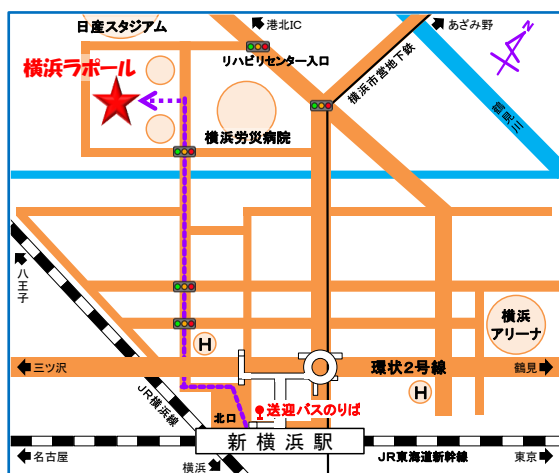 日産スタジアム
港北IC
あざみ野
N
リハビリセンター入口
横浜ラポール
横浜市営地下鉄
鶴見川
横浜労災病院
八王子
横浜
アリーナ
H
三ツ沢
環状2号線
鶴見
H
JR横浜線
北口
送迎バスのりば
新横浜駅
名古屋
横浜
JR東海道新幹線
東京